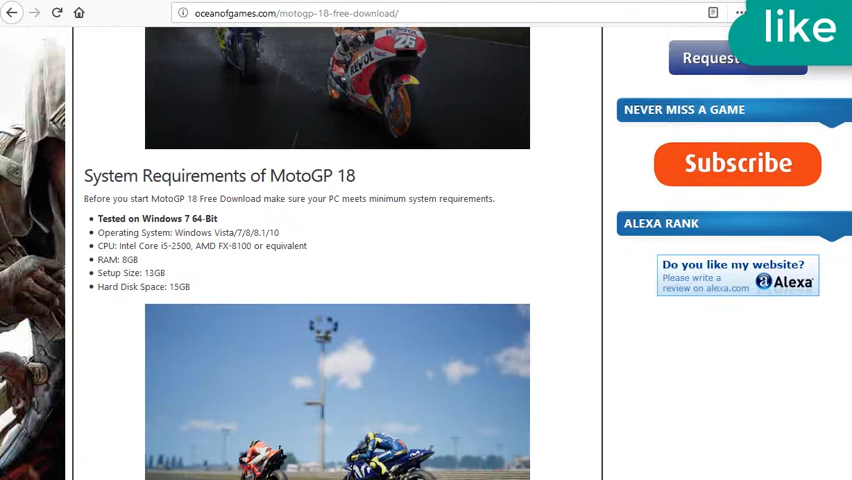 oceanofgames.com/motogp-18-free-download/
like
Request
NEVER MISS A GAME
Subscribe
ALEXA RANK
Do you like my website?
Please write a
review on alexa.com
Alexa
REPSOL
26
System Requirements of MotoGP 18
Before you start MotoGP 18 Free Download make sure your PC meets minimum system requirements.
Tested on Windows 7 64-Bit
Operating System: Windows Vista/7/8/8.1/10
CPU: Intel Core i5-2500, AMD FX-8100 or equivalent
RAM: 8GB
Setup Size: 13GB
Hard Disk Space: 15GB